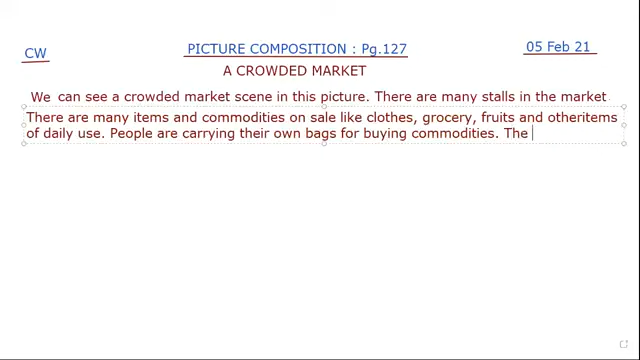 CW
PICTURE COMPOSITION : Pg.127
05 Feb 21
A CROWDED MARKET
We can see a crowded market scene in this picture. There are many stalls in the market
There are many items and commodities on sale like clothes, grocery, fruits and otheritems
of daily use. People are carrying their own bags for buying commodities. The